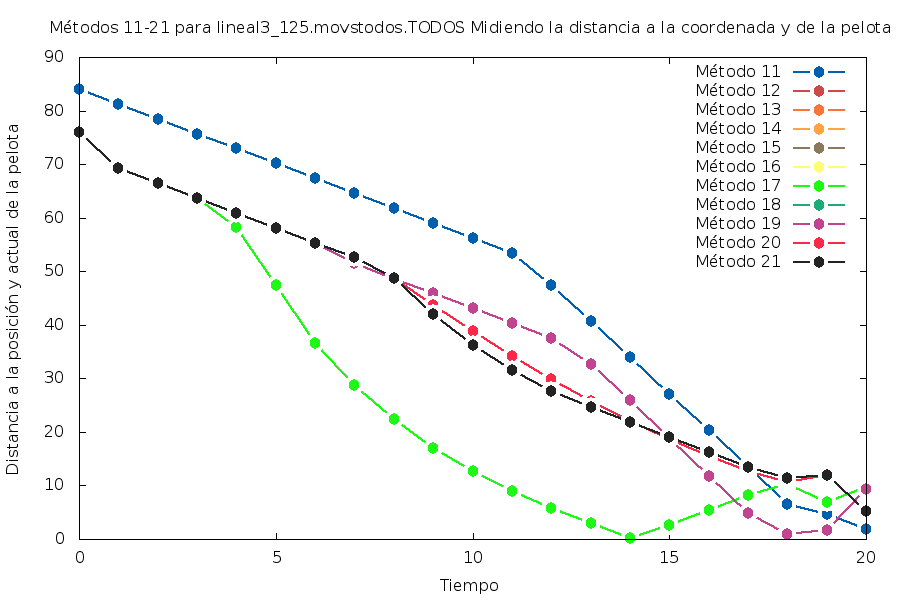 Métodos 11-21 para lineal3_125.movstodos.TODOS Midiendo la distancia a la coordenada y de la pelota
90
80
70
60
50
40
30
20
10
0
0 5 10 15 20
Distancia a la posición y actual de la pelota
Tiempo
Método 11
Método 12
Método 13
Método 14
Método 15
Método 16
Método 17
Método 18
Método 19
Método 20
Método 21